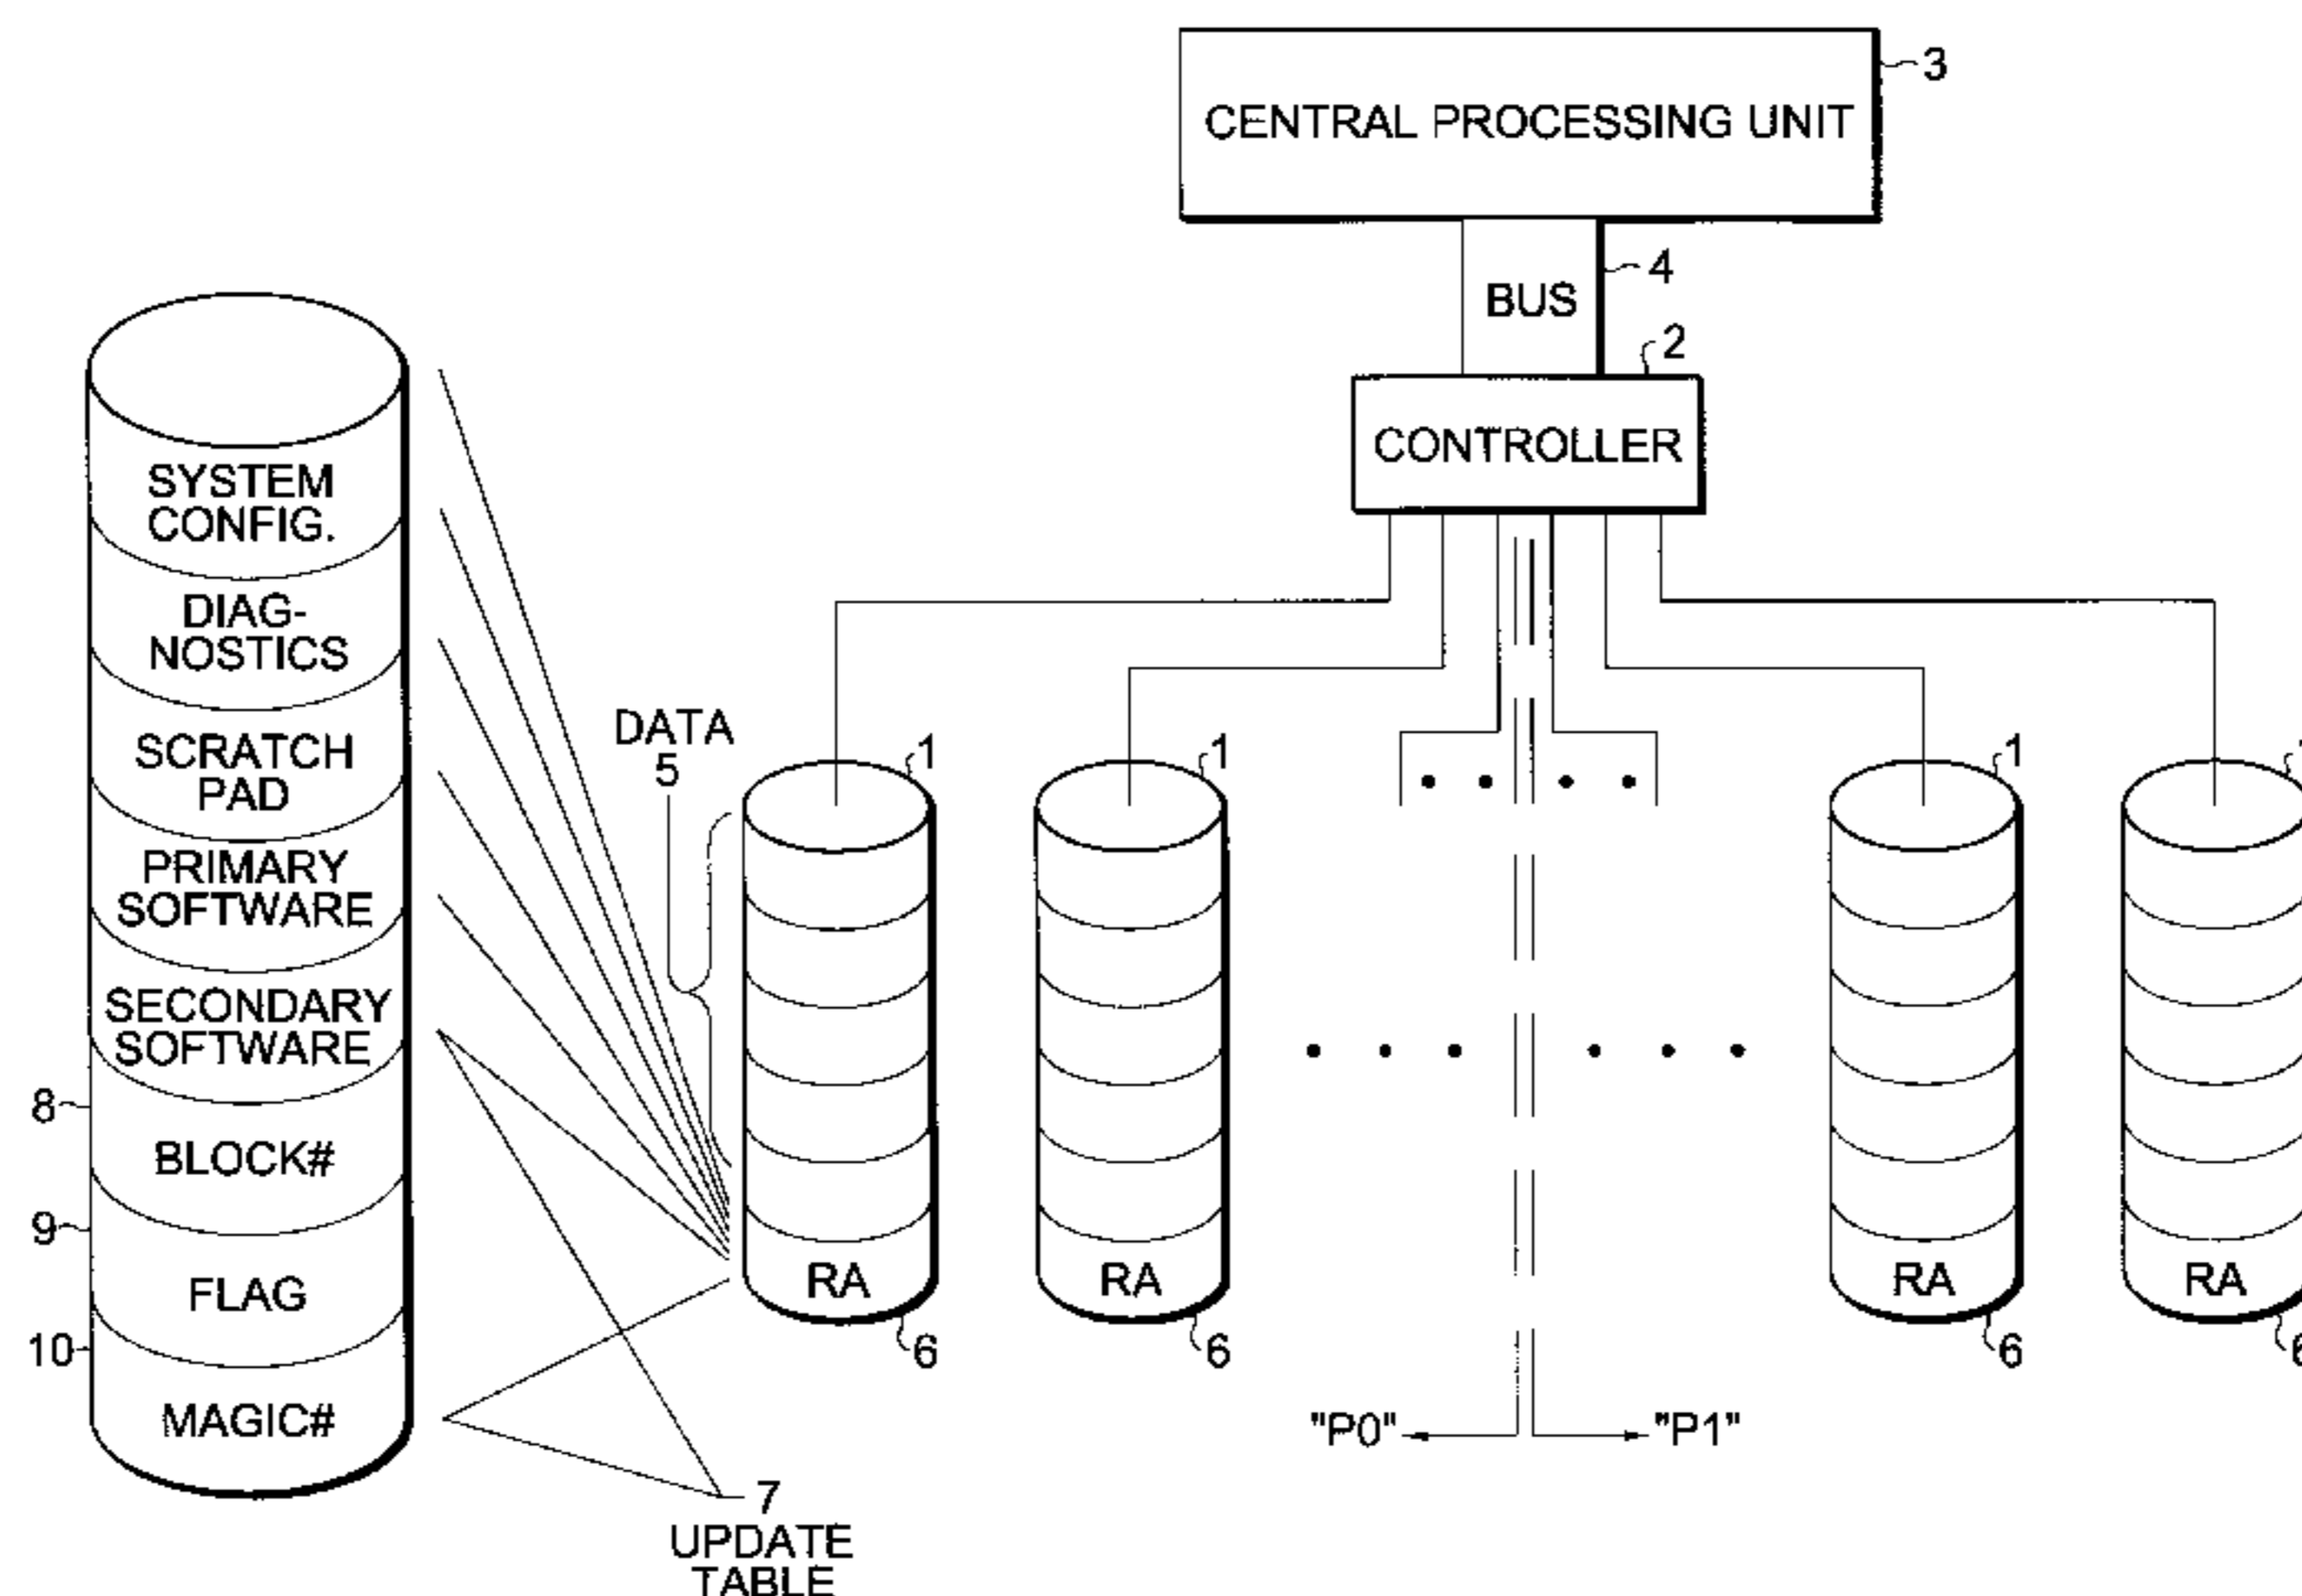 CENTRAL PROCESSING UNIT
3
BUS
4
2
CONTROLLER
SYSTEM
CONFIG.
DIAG-
NOSTICS
SCRATCH
PAD
PRIMARY
SOFTWARE
SECONDARY
SOFTWARE
8
BLOCK#
9
FLAG
10
MAGIC#
DATA
5
1
1
1
RA
RA
RA
RA
6
6
6
6
"P0"
"P1"
7
UPDATE
TABLE